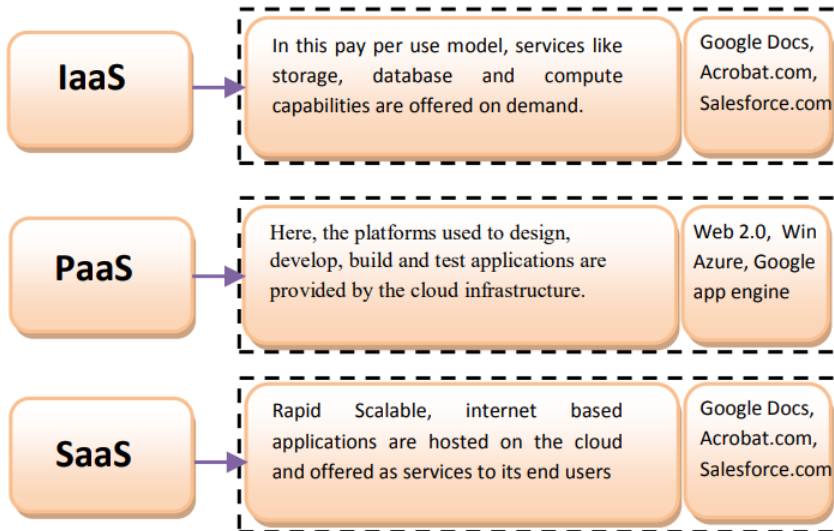 IaaS
In this pay per use model, services like
storage, database and compute
capabilities are offered on demand.
Google Docs,
Acrobat.com,
Salesforce.com
PaaS
Here, the platforms used to design,
develop, build and test applications are
provided by the cloud infrastructure.
Web 2.0, Win
Azure, Google
app engine
SaaS
Rapid Scalable, internet based
applications are hosted on the cloud
and offered as services to its end users
Google Docs,
Acrobat.com,
Salesforce.com